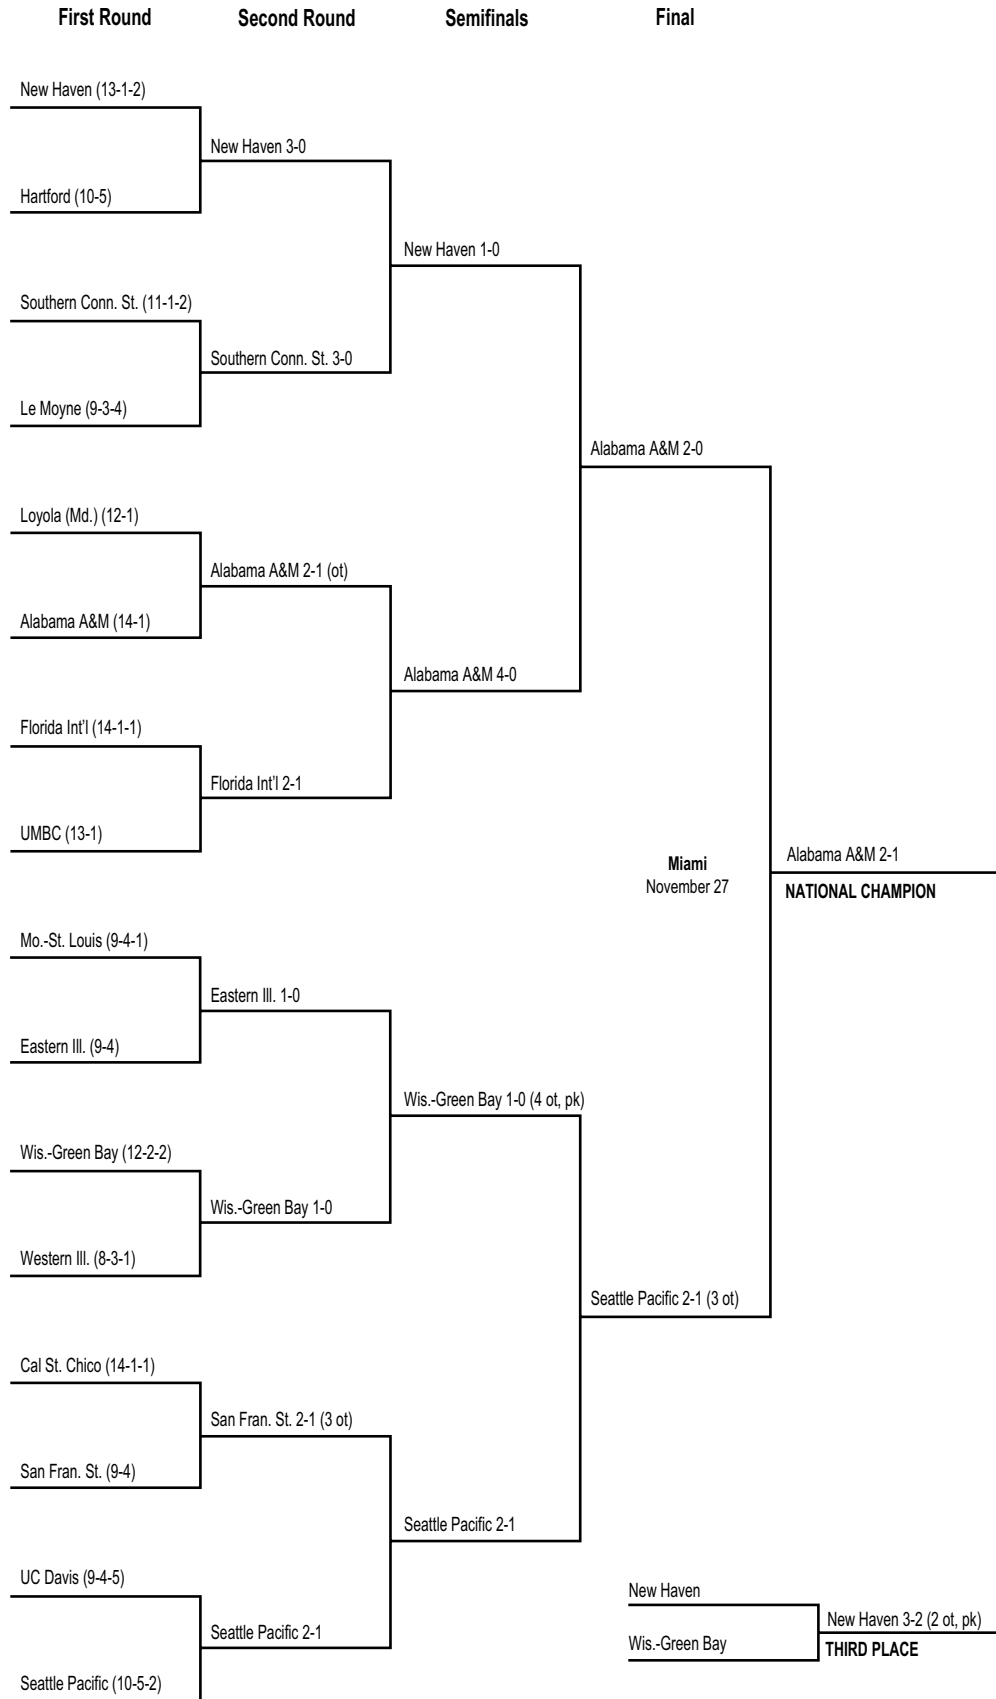 First Round
Second Round
Semifinals
Final
New Haven (13-1-2)
New Haven 3-0
Hartford (10-5)
New Haven 1-0
Southern Conn. St. (11-1-2)
Southern Conn. St. 3-0
Le Moyne (9-3-4)
Alabama A&M 2-0
Loyola (Md.) (12-1)
Alabama A&M 2-1 (ot)
Alabama A&M (14-1)
Alabama A&M 4-0
Florida Int'l (14-1-1)
Florida Int'l 2-1
UMBC (13-1)
Miami
November 27
Alabama A&M 2-1
NATIONAL CHAMPION
Mo.-St. Louis (9-4-1)
Eastern Ill. 1-0
Eastern Ill. (9-4)
Wis.-Green Bay 1-0 (4 ot, pk)
Wis.-Green Bay (12-2-2)
Wis.-Green Bay 1-0
Western Ill. (8-3-1)
Seattle Pacific 2-1 (3 ot)
Cal St. Chico (14-1-1)
San Fran. St. 2-1 (3 ot)
San Fran. St. (9-4)
Seattle Pacific 2-1
UC Davis (9-4-5)
Seattle Pacific 2-1
Seattle Pacific (10-5-2)
New Haven
New Haven 3-2 (2 ot, pk)
Wis.-Green Bay
THIRD PLACE